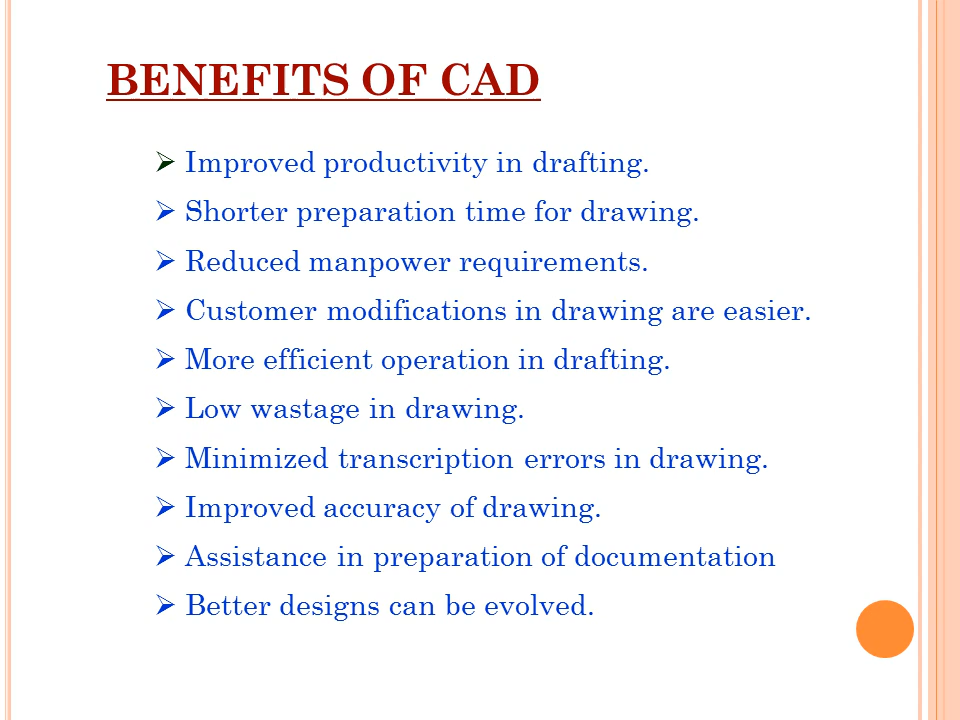 BENEFITS OF CAD
➢ Improved productivity in drafting.
➢ Shorter preparation time for drawing.
➢ Reduced manpower requirements.
➢ Customer modifications in drawing are easier.
➢ More efficient operation in drafting.
➢ Low wastage in drawing.
➢ Minimized transcription errors in drawing.
➢ Improved accuracy of drawing.
➢ Assistance in preparation of documentation
➢ Better designs can be evolved.